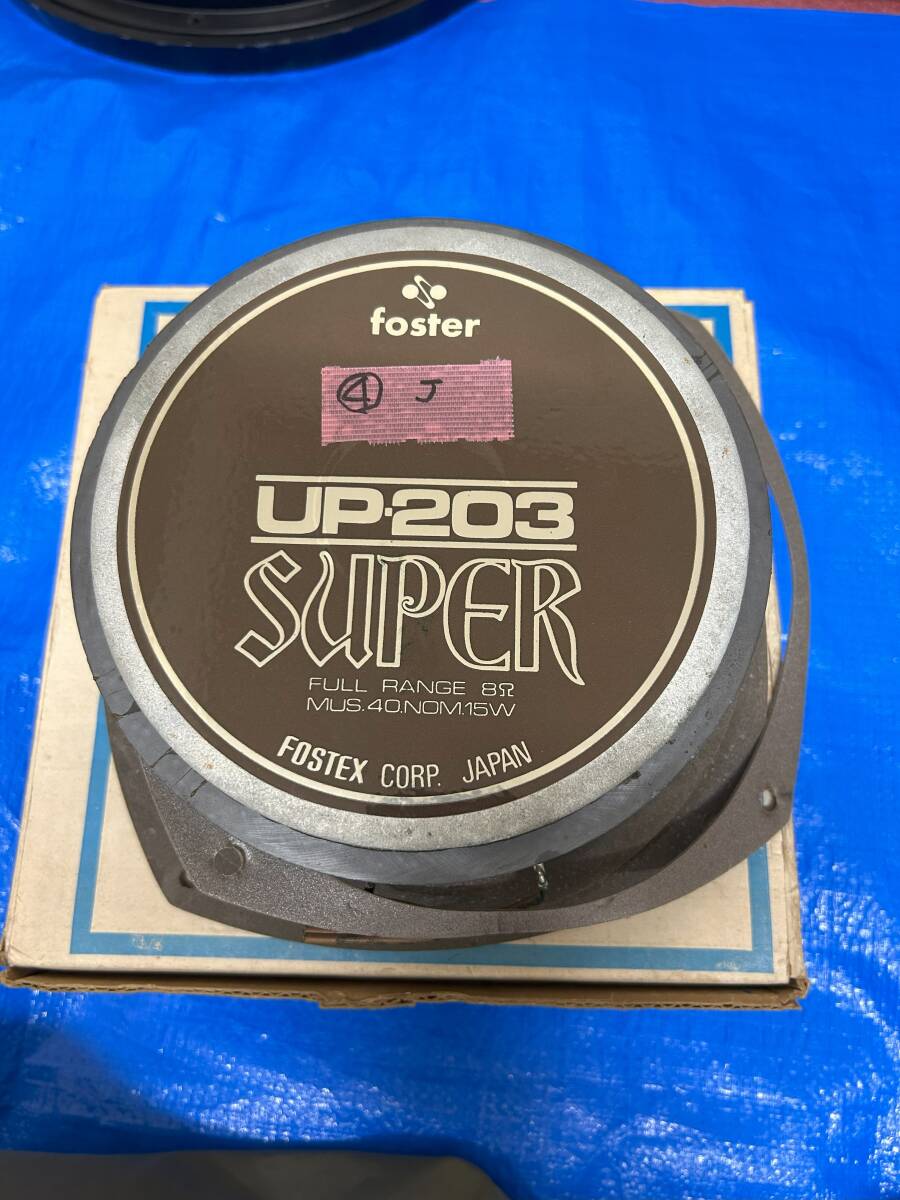 foster
④ J
UP·203
SUPER
FULL RANGE 8Ω
MUS.40.NOM.15W
FOSTEX CORP. JAPAN